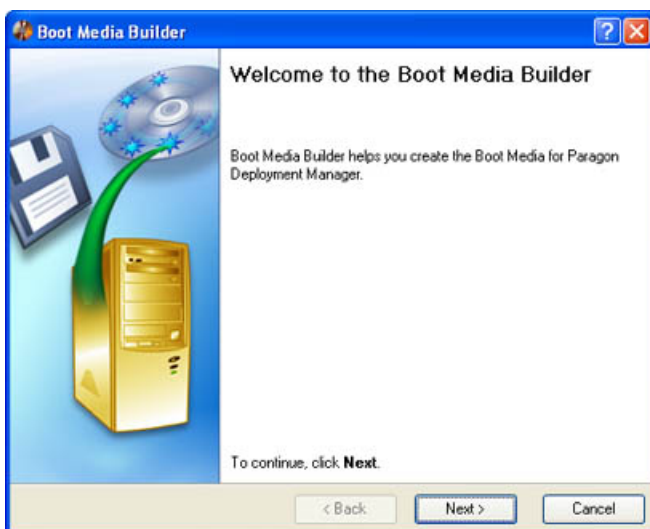 Boot Media Builder
Welcome to the Boot Media Builder
Boot Media Builder helps you create the Boot Media for Paragon
Deployment Manager.
To continue, click Next.
< Back Next > Cancel